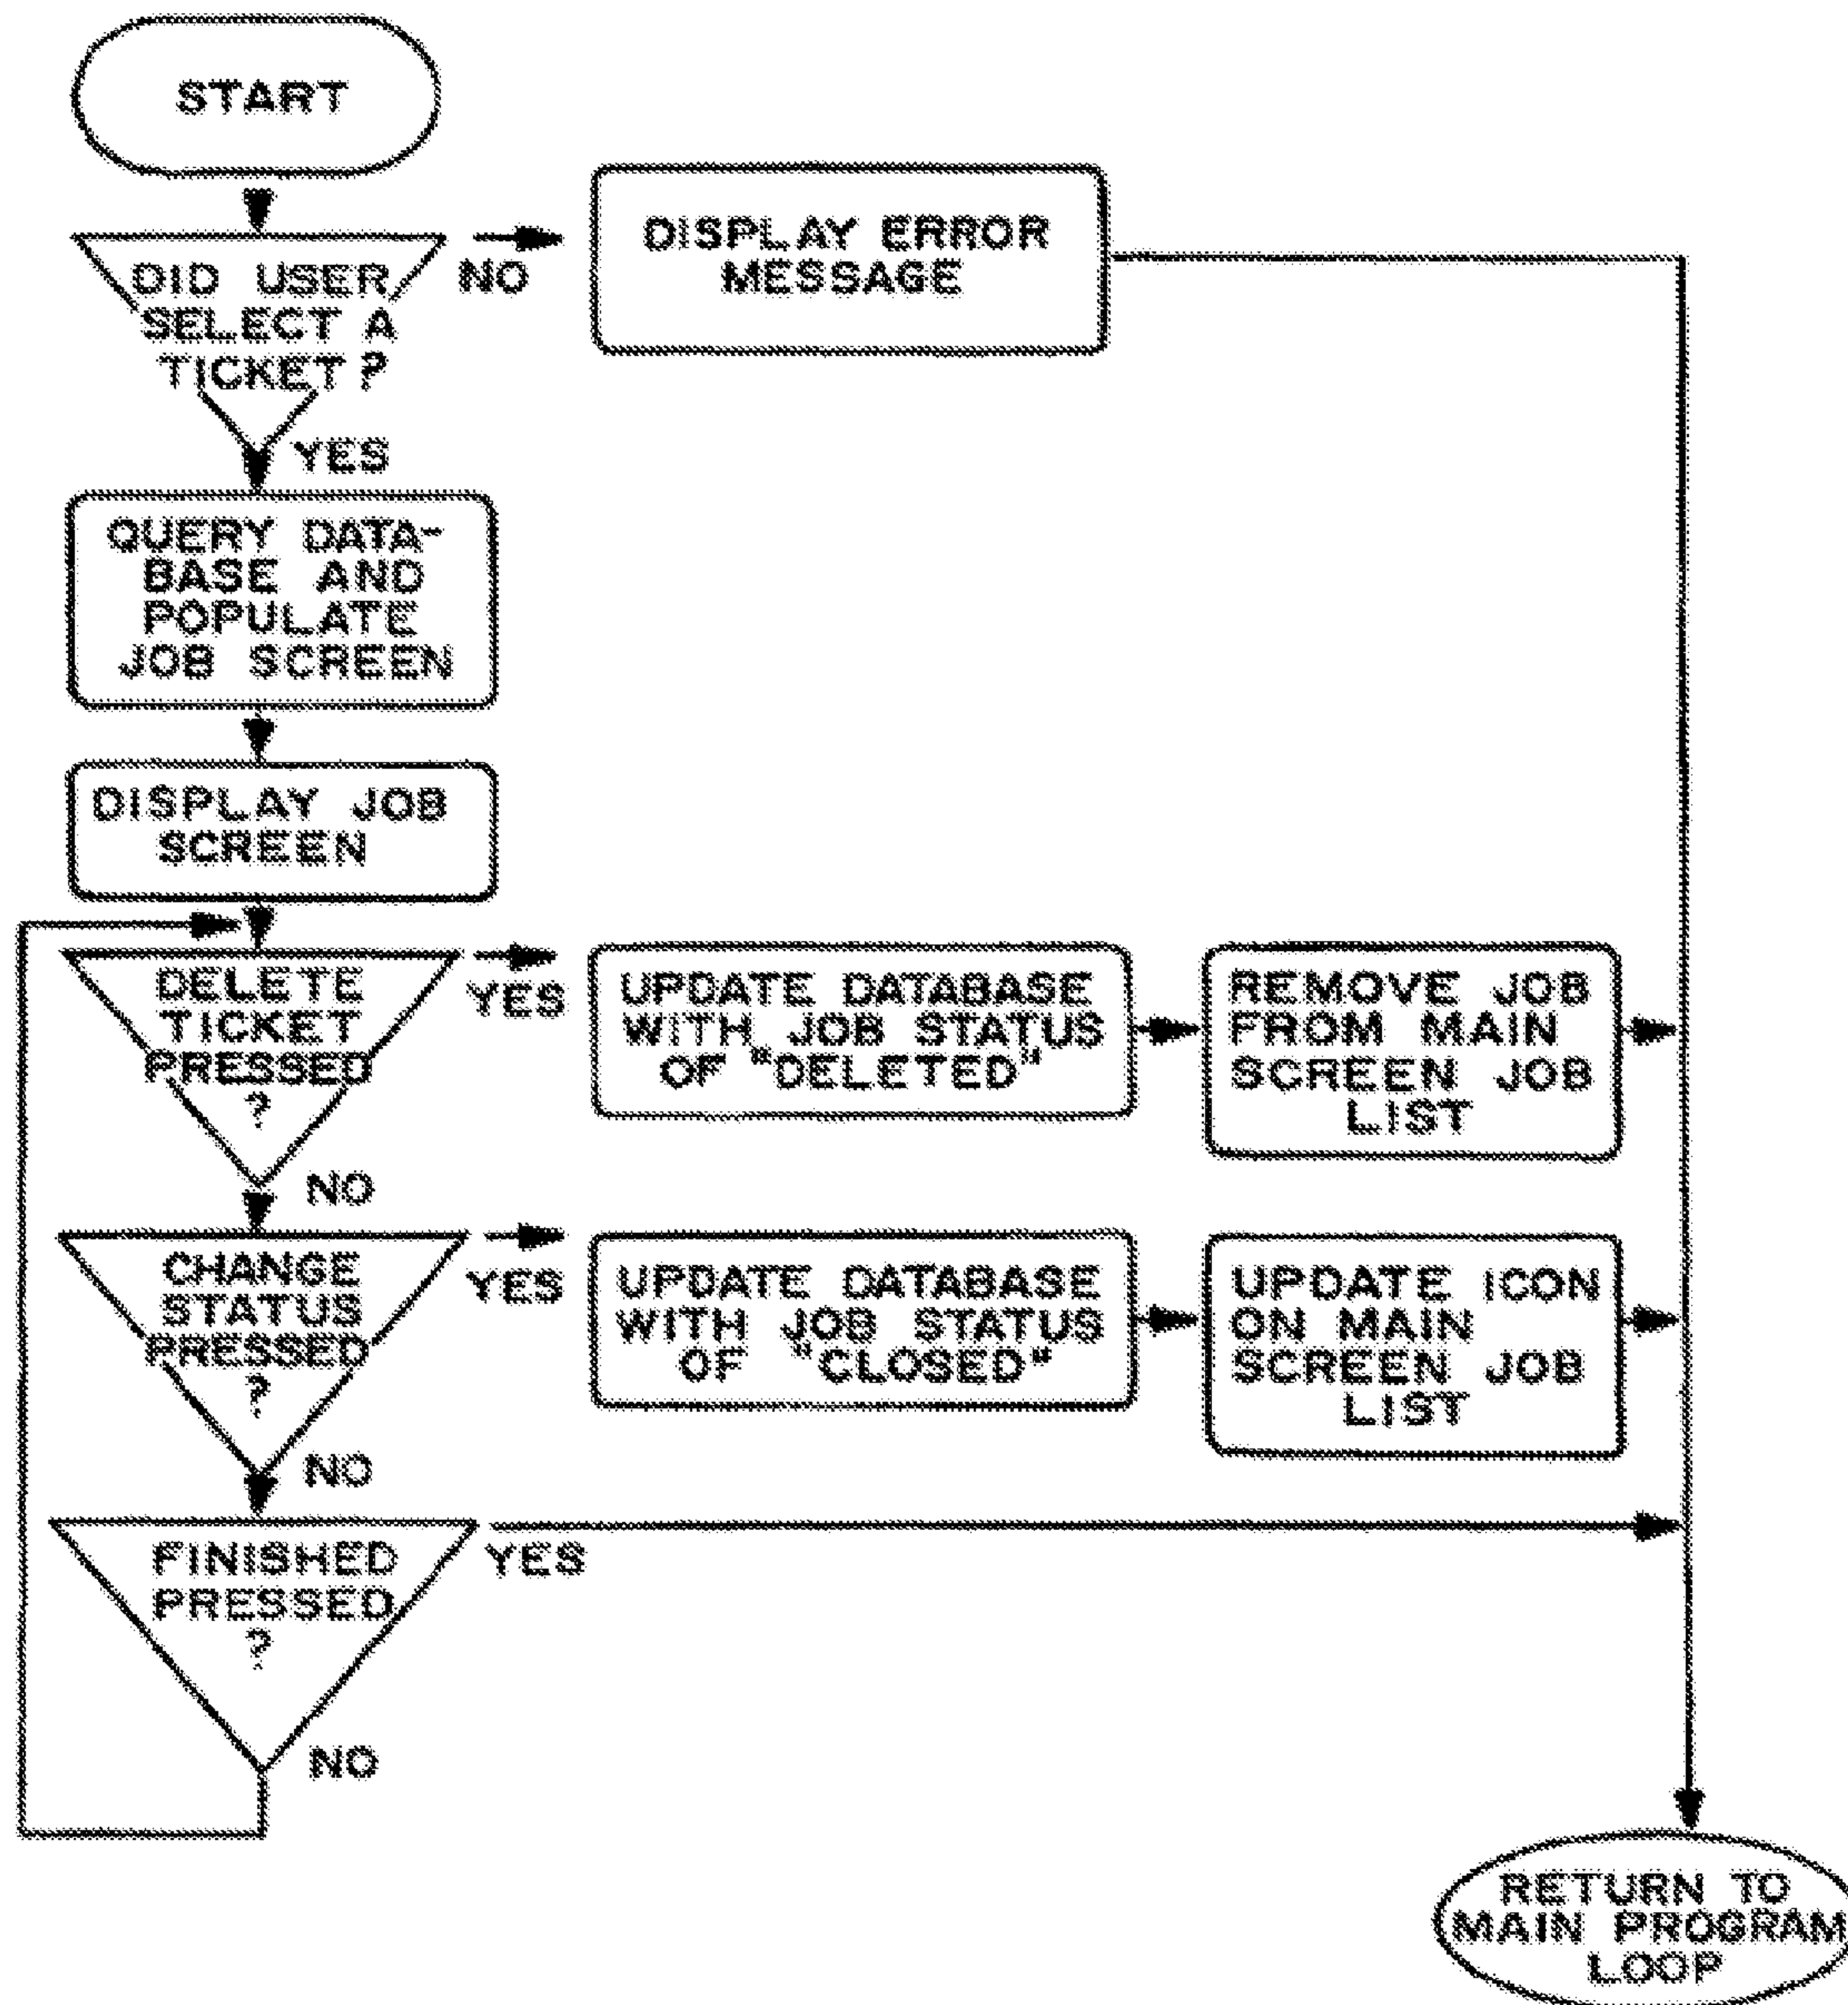 START
DID USER
SELECT A
TICKET ?
NO
DISPLAY ERROR
MESSAGE
YES
QUERY DATA-
BASE AND
POPULATE
JOB SCREEN
DISPLAY JOB
SCREEN
DELETE
TICKET
PRESSED
?
YES
UPDATE DATABASE
WITH JOB STATUS
OF "DELETED"
REMOVE JOB
FROM MAIN
SCREEN JOB
LIST
NO
CHANGE
STATUS
PRESSED
?
YES
UPDATE DATABASE
WITH JOB STATUS
OF "CLOSED"
UPDATE ICON
ON MAIN
SCREEN JOB
LIST
NO
FINISHED
PRESSED
?
YES
NO
RETURN TO
MAIN PROGRAM
LOOP